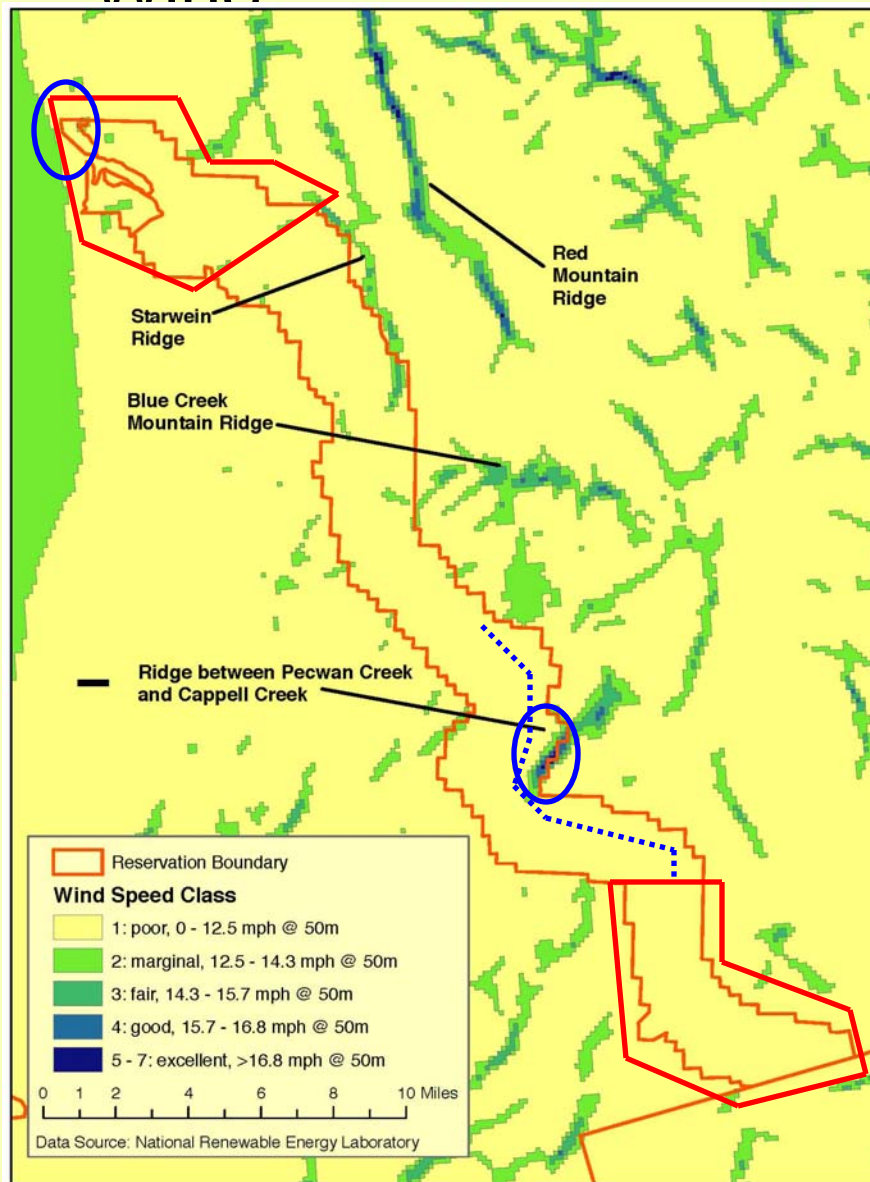 Red
Mountain
Ridge
Starwein
Ridge
Blue Creek
Mountain Ridge
Ridge between Pecwan Creek
and Cappell Creek
Reservation Boundary
Wind Speed Class
1: poor, 0 - 12.5 mph @ 50m
2: marginal, 12.5 - 14.3 mph @ 50m
3: fair, 14.3 - 15.7 mph @ 50m
4: good, 15.7 - 16.8 mph @ 50m
5 - 7: excellent, >16.8 mph @ 50m
0 1 2 4 6 8 10 Miles
Data Source: National Renewable Energy Laboratory